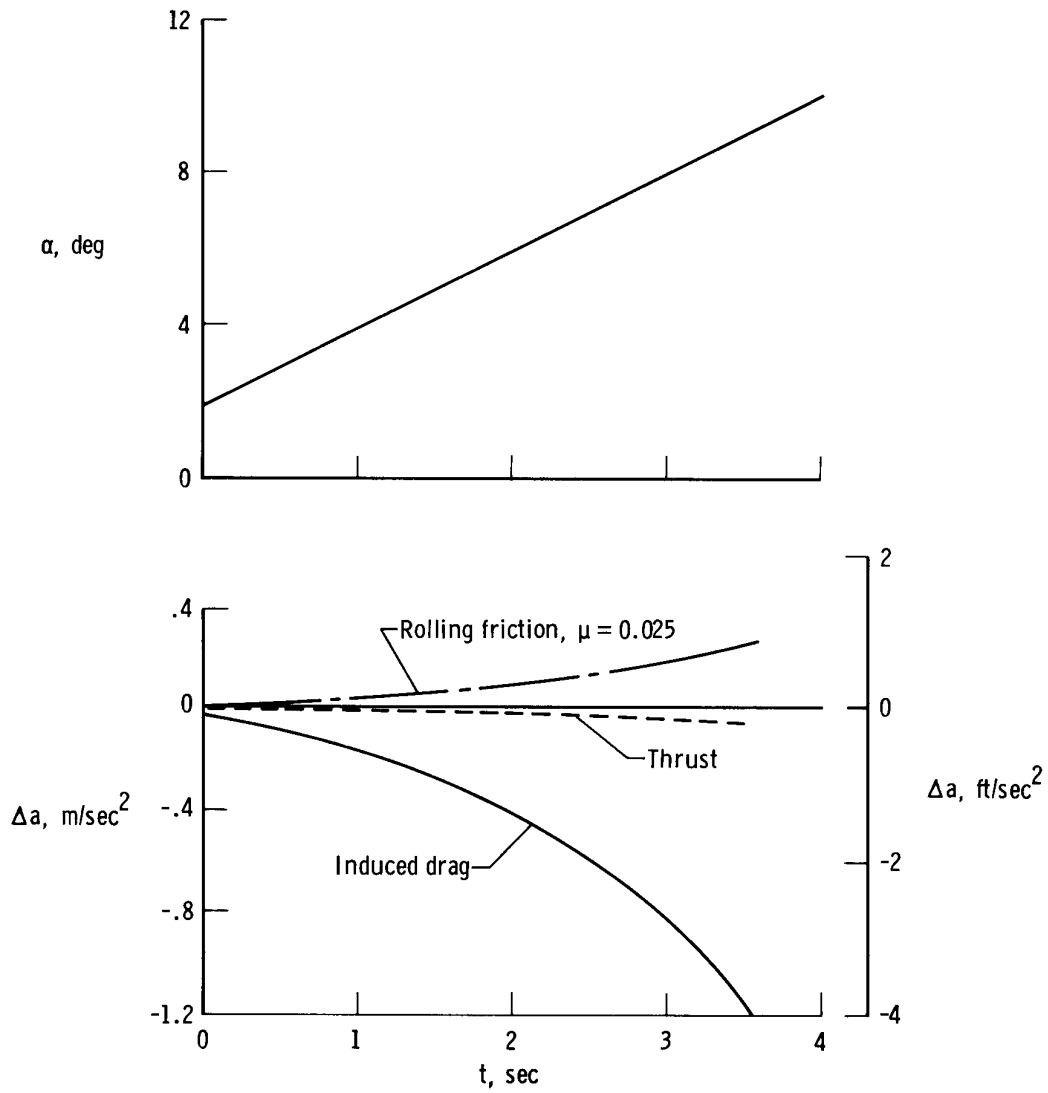 12
8
α, deg
4
0
2
.4
Rolling friction, μ = 0.025
0
0
Thrust
Δa, m/sec2
-.4
Δa, ft/sec2
Induced drag
-2
-.8
-1.2
-4
0
1
2
3
4
t, sec